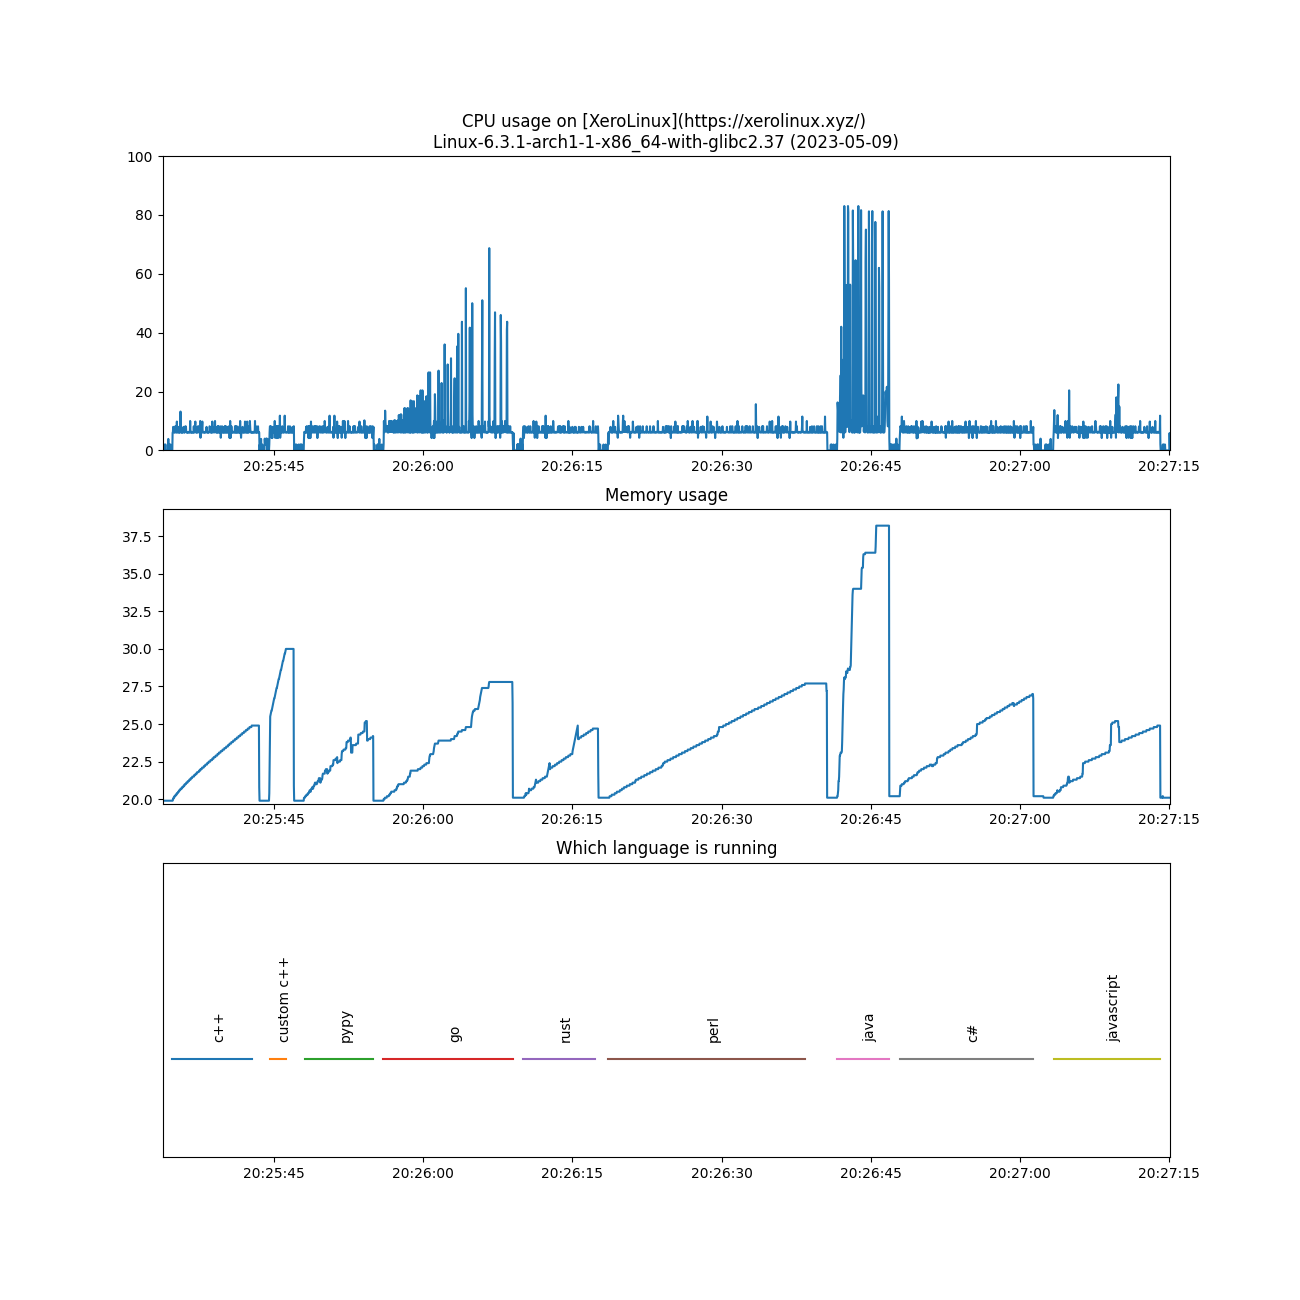 CPU usage on [XeroLinux](https://xerolinux.xyz/)
Linux-6.3.1-arch1-1-x86_64-with-glibc2.37 (2023-05-09)
100
80
60
40
20
0
20:25:45 20:26:00 20:26:15 20:26:30 20:26:45 20:27:00 20:27:15
Memory usage
37.5
35.0
32.5
30.0
27.5
25.0
22.5
20.0
20:25:45 20:26:00 20:26:15 20:26:30 20:26:45 20:27:00 20:27:15
Which language is running
c++
custom c++
pypy
go
rust
perl
java
c#
javascript
20:25:45 20:26:00 20:26:15 20:26:30 20:26:45 20:27:00 20:27:15